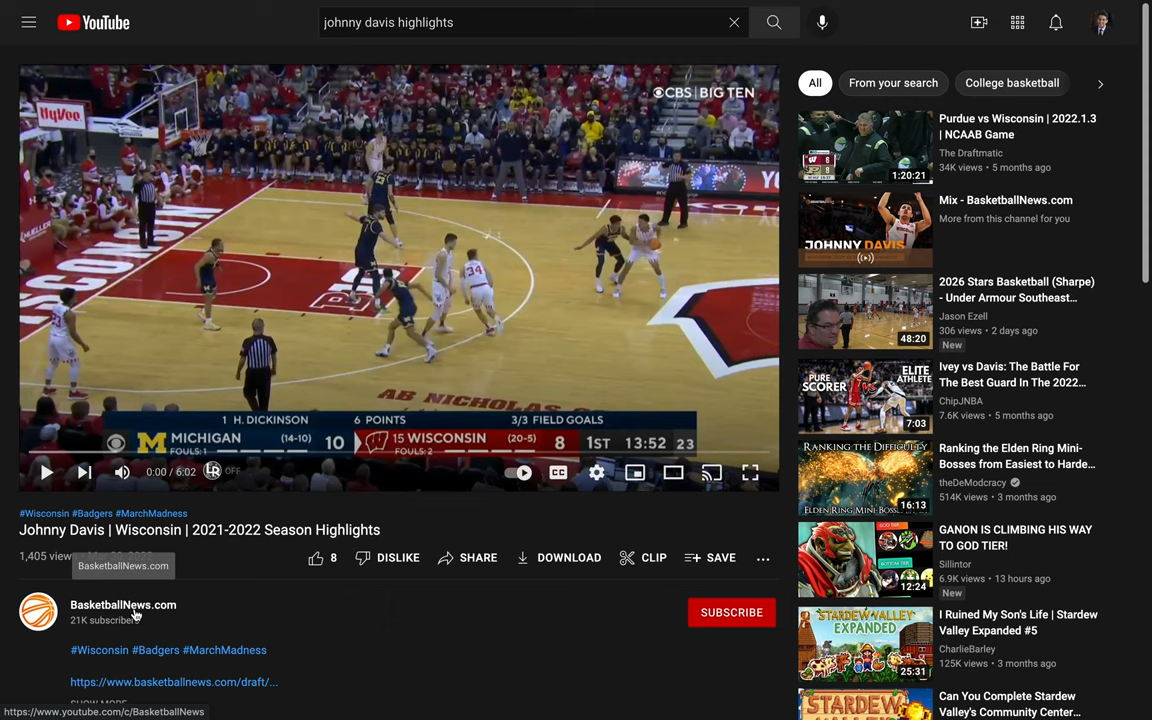 YouTube
johnny davis highlights
HyVee
CBS | BIG TEN
WISCONSIN
34
AB NICHOLAS
1 H. DICKINSON 6 POINTS 3/3 FIELD GOALS
M MICHIGAN (14-10) 10 W 15 WISCONSIN (20-5) 8 1ST 13:52 23
FOULS: 1 FOULS: 2
0:00 / 6:02 LR OFF CC
#Wisconsin #Badgers #MarchMadness
Johnny Davis | Wisconsin | 2021-2022 Season Highlights
1,405 views
BasketballNews.com
8 DISLIKE SHARE DOWNLOAD CLIP SAVE ...
BasketballNews.com
21K subscribers
SUBSCRIBE
#Wisconsin #Badgers #MarchMadness
https://www.basketballnews.com/draft/...
SHOW MORE
https://www.youtube.com/c/BasketballNews
All From your search College basketball
Purdue vs Wisconsin | 2022.1.3
| NCAAB Game
The Draftmatic
34K views • 5 months ago
1:20:21
Mix - BasketballNews.com
More from this channel for you
JOHNNY DAVIS
2026 Stars Basketball (Sharpe)
- Under Armour Southeast...
Jason Ezell
306 views • 2 days ago
New
48:20
Ivey vs Davis: The Battle For
The Best Guard In The 2022...
ChipJNBA
7.6K views • 5 months ago
PURE
SCORER
ELITE
ATHLETE
7:03
Ranking the Elden Ring Mini-
Bosses from Easiest to Harde...
theDeModcracy
514K views • 3 months ago
RANKING THE DIFFICULTY
ELDEN RING MINI-BOSSES
16:13
GANON IS CLIMBING HIS WAY
TO GOD TIER!
Sillintor
6.9K views • 13 hours ago
New
GOD TIER
BOTTOM TIER
12:24
I Ruined My Son's Life | Stardew
Valley Expanded #5
CharlieBarley
125K views • 3 months ago
STARDEW VALLEY
EXPANDED
25:31
Can You Complete Stardew
Valley's Community Center...
STARDEW